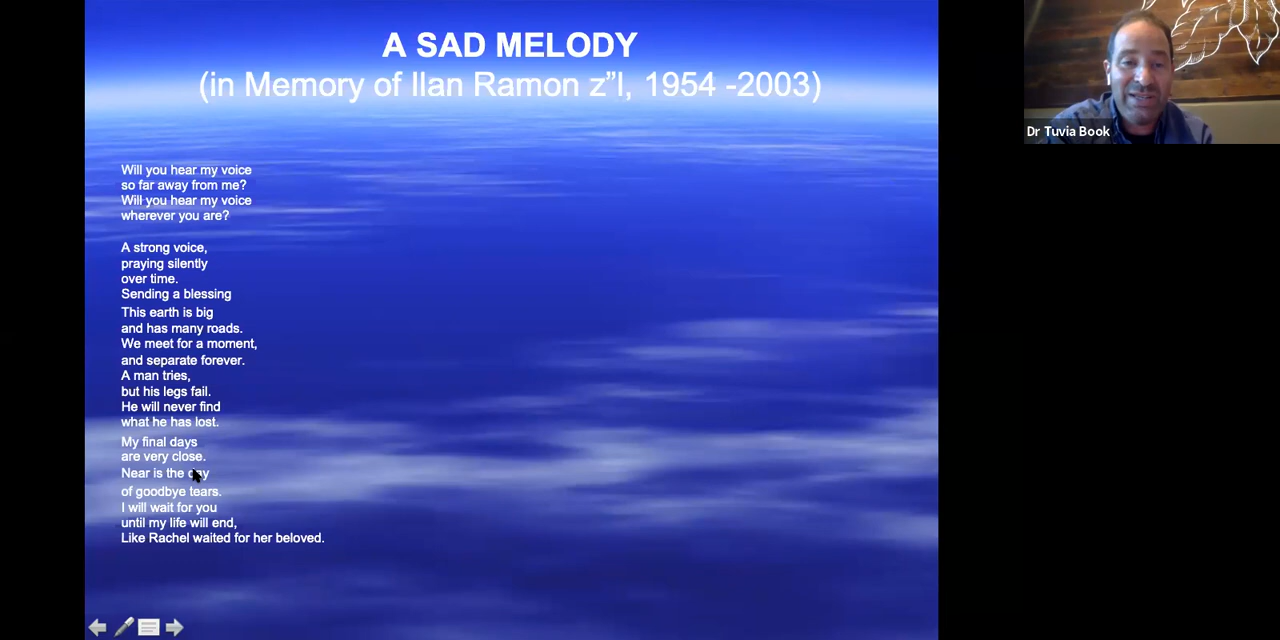 A SAD MELODY
(in Memory of Ilan Ramon z”l, 1954 -2003)
Will you hear my voice
so far away from me?
Will you hear my voice
wherever you are?
A strong voice,
praying silently
over time.
Sending a blessing
This earth is big
and has many roads.
We meet for a moment,
and separate forever.
A man tries,
but his legs fail.
He will never find
what he has lost.
My final days
are very close.
Near is the day
of goodbye tears.
I will wait for you
until my life will end,
Like Rachel waited for her beloved.
Dr Tuvia Book